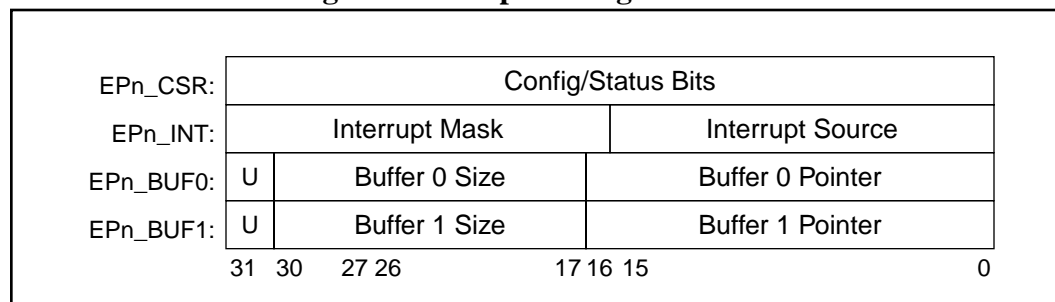 EPn_CSR: Config/Status Bits
EPn_INT: Interrupt Mask Interrupt Source
EPn_BUF0: U Buffer 0 Size Buffer 0 Pointer
EPn_BUF1: U Buffer 1 Size Buffer 1 Pointer
31 30 27 26 17 16 15 0